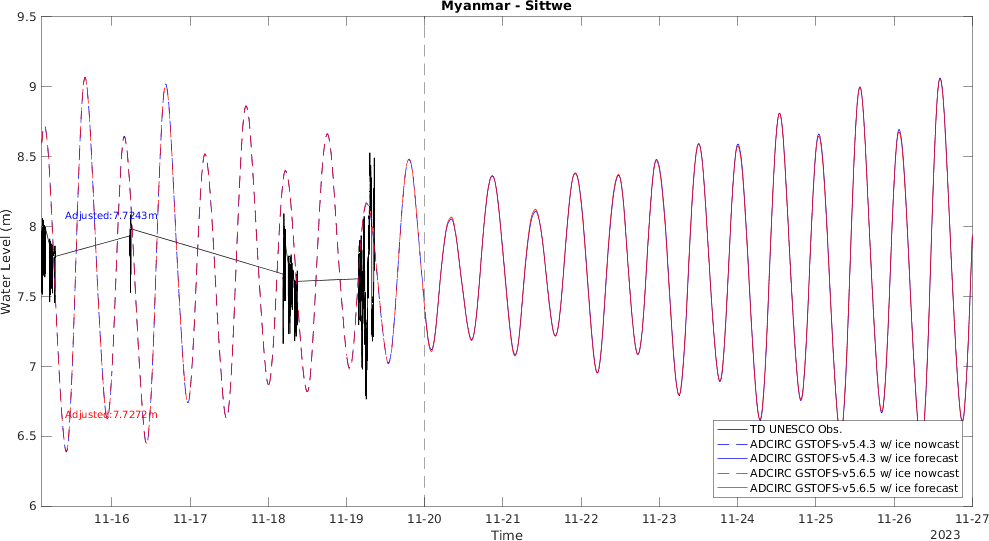 Myanmar - Sittwe
9.5
9
8.5
8
7.5
7
6.5
6
Water Level (m)
Adjusted:7.7243m
Adjusted:7.7272m
TD UNESCO Obs.
ADCIRC GSTOFS-v5.4.3 w/ ice nowcast
ADCIRC GSTOFS-v5.4.3 w/ ice forecast
ADCIRC GSTOFS-v5.6.5 w/ ice nowcast
ADCIRC GSTOFS-v5.6.5 w/ ice forecast
11-16 11-17 11-18 11-19 11-20 11-21 11-22 11-23 11-24 11-25 11-26 11-27
Time
2023